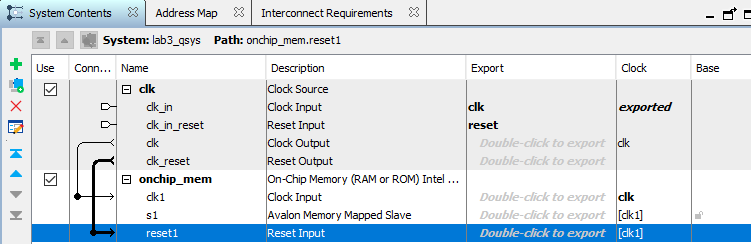 System Contents Address Map Interconnect Requirements
System: lab3_qsys Path: onchip_mem.reset1
Use Conn... Name Description Export Clock Base
clk Clock Source
clk_in Clock Input clk exported
clk_in_reset Reset Input reset
clk Clock Output Double-click to export clk
clk_reset Reset Output Double-click to export
onchip_mem On-Chip Memory (RAM or ROM) Intel ...
clk1 Clock Input Double-click to export clk
s1 Avalon Memory Mapped Slave Double-click to export [clk1]
reset1 Reset Input Double-click to export [clk1]